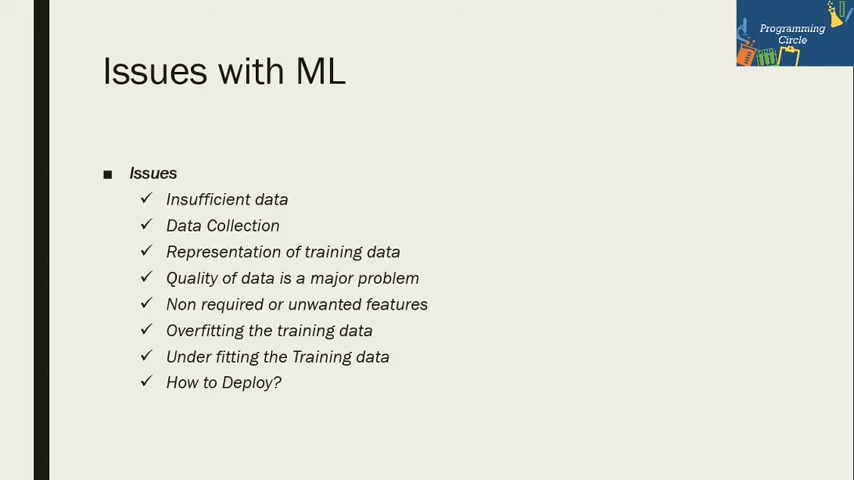 Programming
Circle
Issues with ML
Issues
Insufficient data
Data Collection
Representation of training data
Quality of data is a major problem
Non required or unwanted features
Overfitting the training data
Under fitting the Training data
How to Deploy?